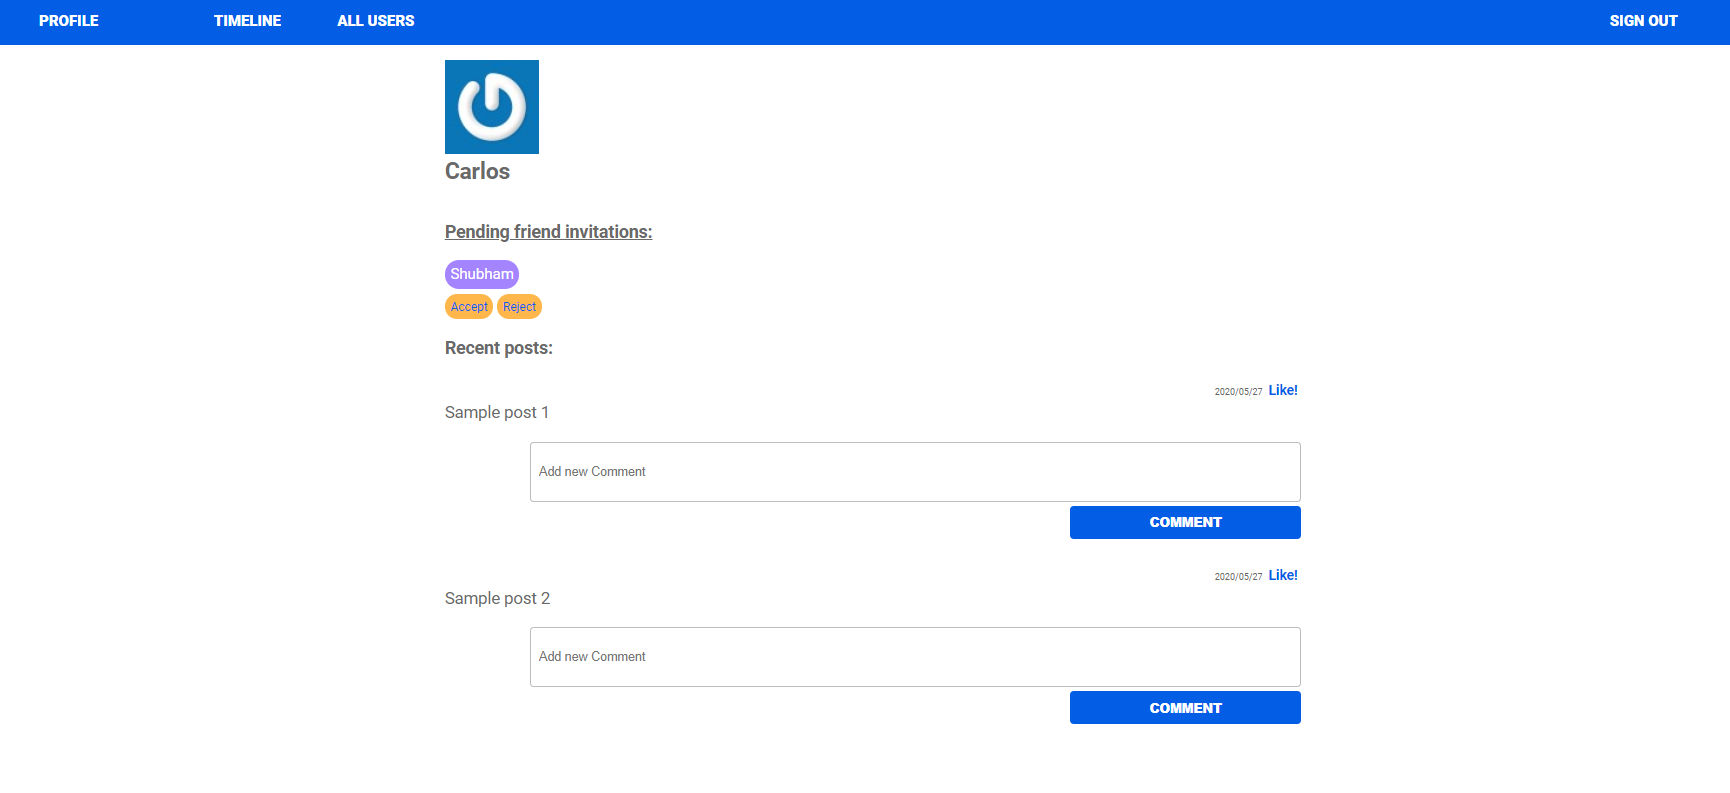 PROFILE TIMELINE ALL USERS SIGN OUT
Carlos
Pending friend invitations:
Shubham
Accept Reject
Recent posts:
2020/05/27 Like!
Sample post 1
Add new Comment
COMMENT
2020/05/27 Like!
Sample post 2
Add new Comment
COMMENT